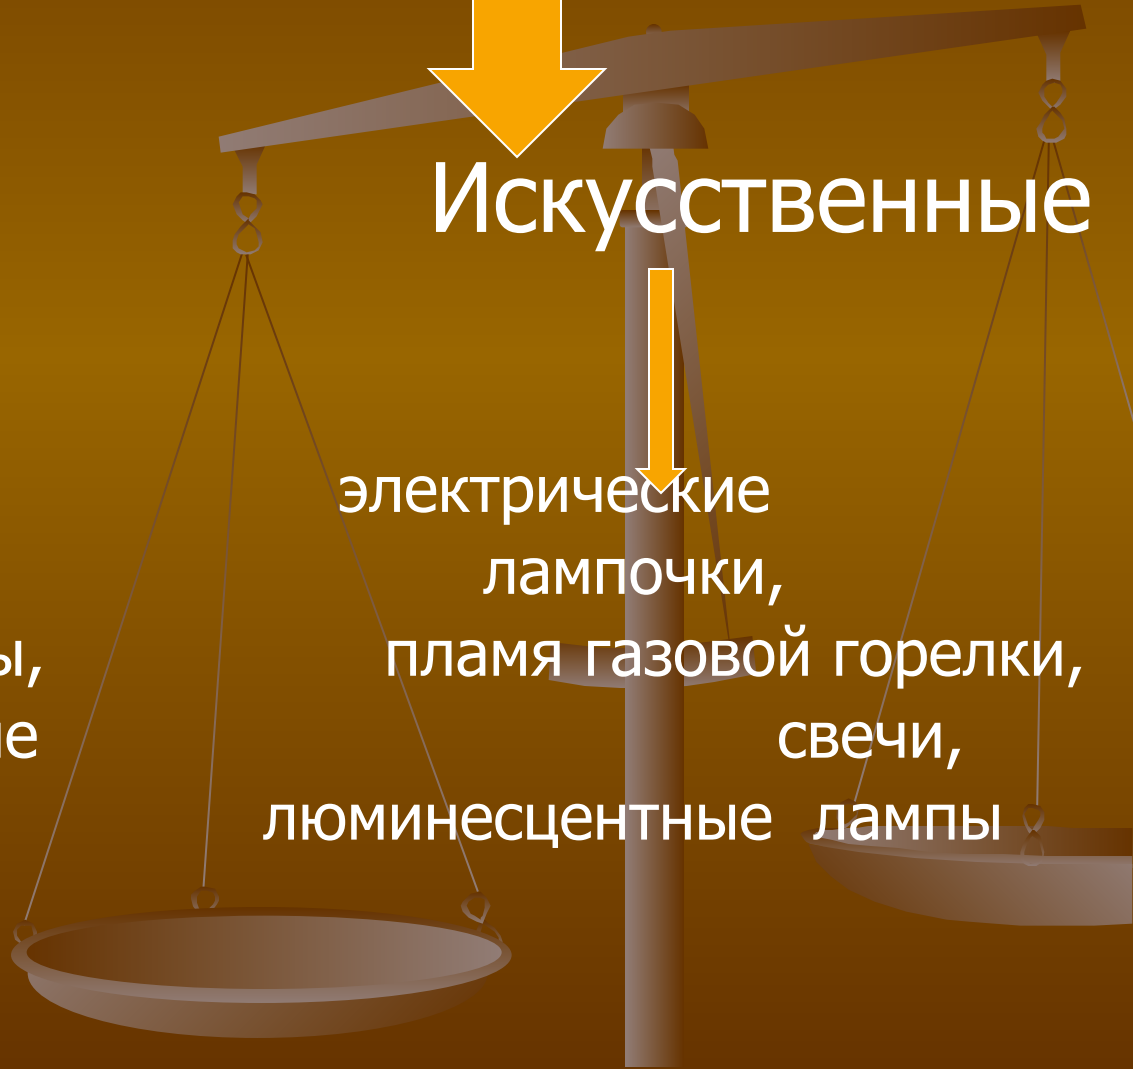 Искусственные
электрические
лампочки,
пламя газовой горелки,
свечи,
люминесцентные лампы